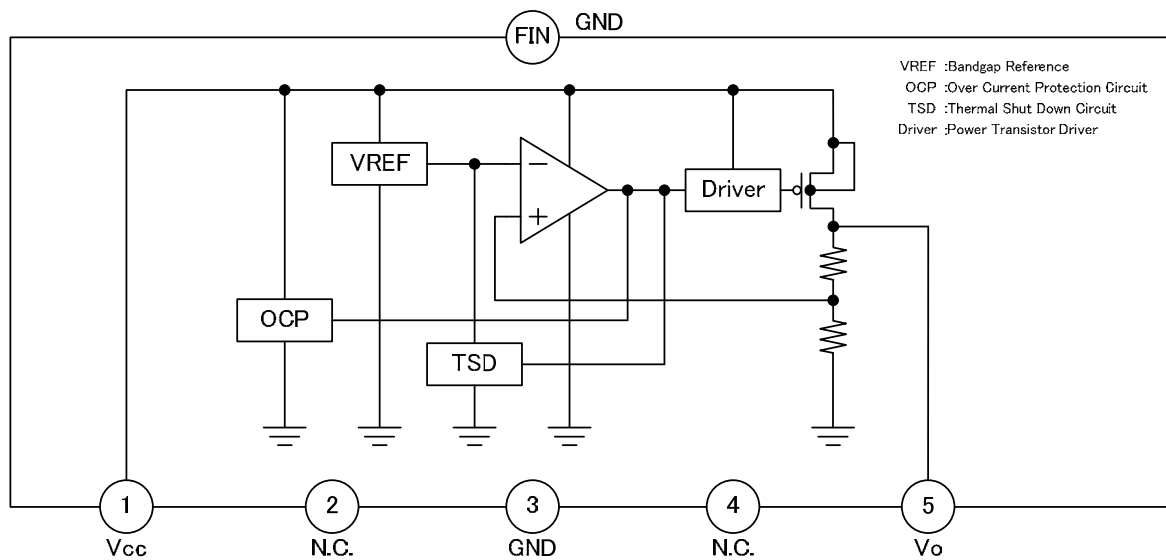 FIN GND
VREF :Bandgap Reference
OCP :Over Current Protection Circuit
TSD :Thermal Shut Down Circuit
Driver :Power Transistor Driver
VREF
−
+
Driver
OCP
TSD
1 2 3 4 5
Vcc N.C. GND N.C. Vo